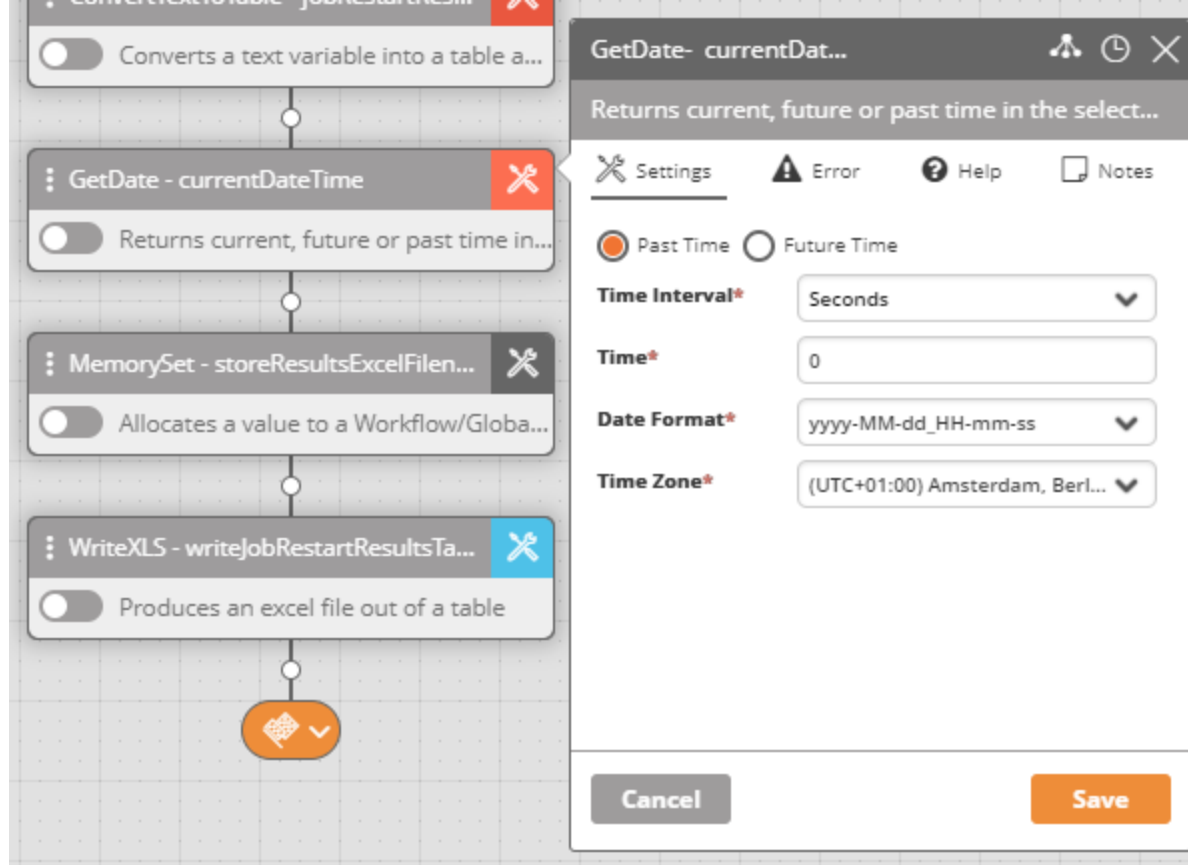 ConvertTextToTable - jobRestartRes...
Converts a text variable into a table a...
GetDate - currentDateTime
Returns current, future or past time in...
MemorySet - storeResultsExcelFilen...
Allocates a value to a Workflow/Globa...
WriteXLS - writeJobRestartResultsTa...
Produces an excel file out of a table
GetDate- currentDat...
Returns current, future or past time in the select...
Settings Error Help Notes
Past Time Future Time
Time Interval* Seconds
Time* 0
Date Format* yyyy-MM-dd_HH-mm-ss
Time Zone* (UTC+01:00) Amsterdam, Berl...
Cancel Save